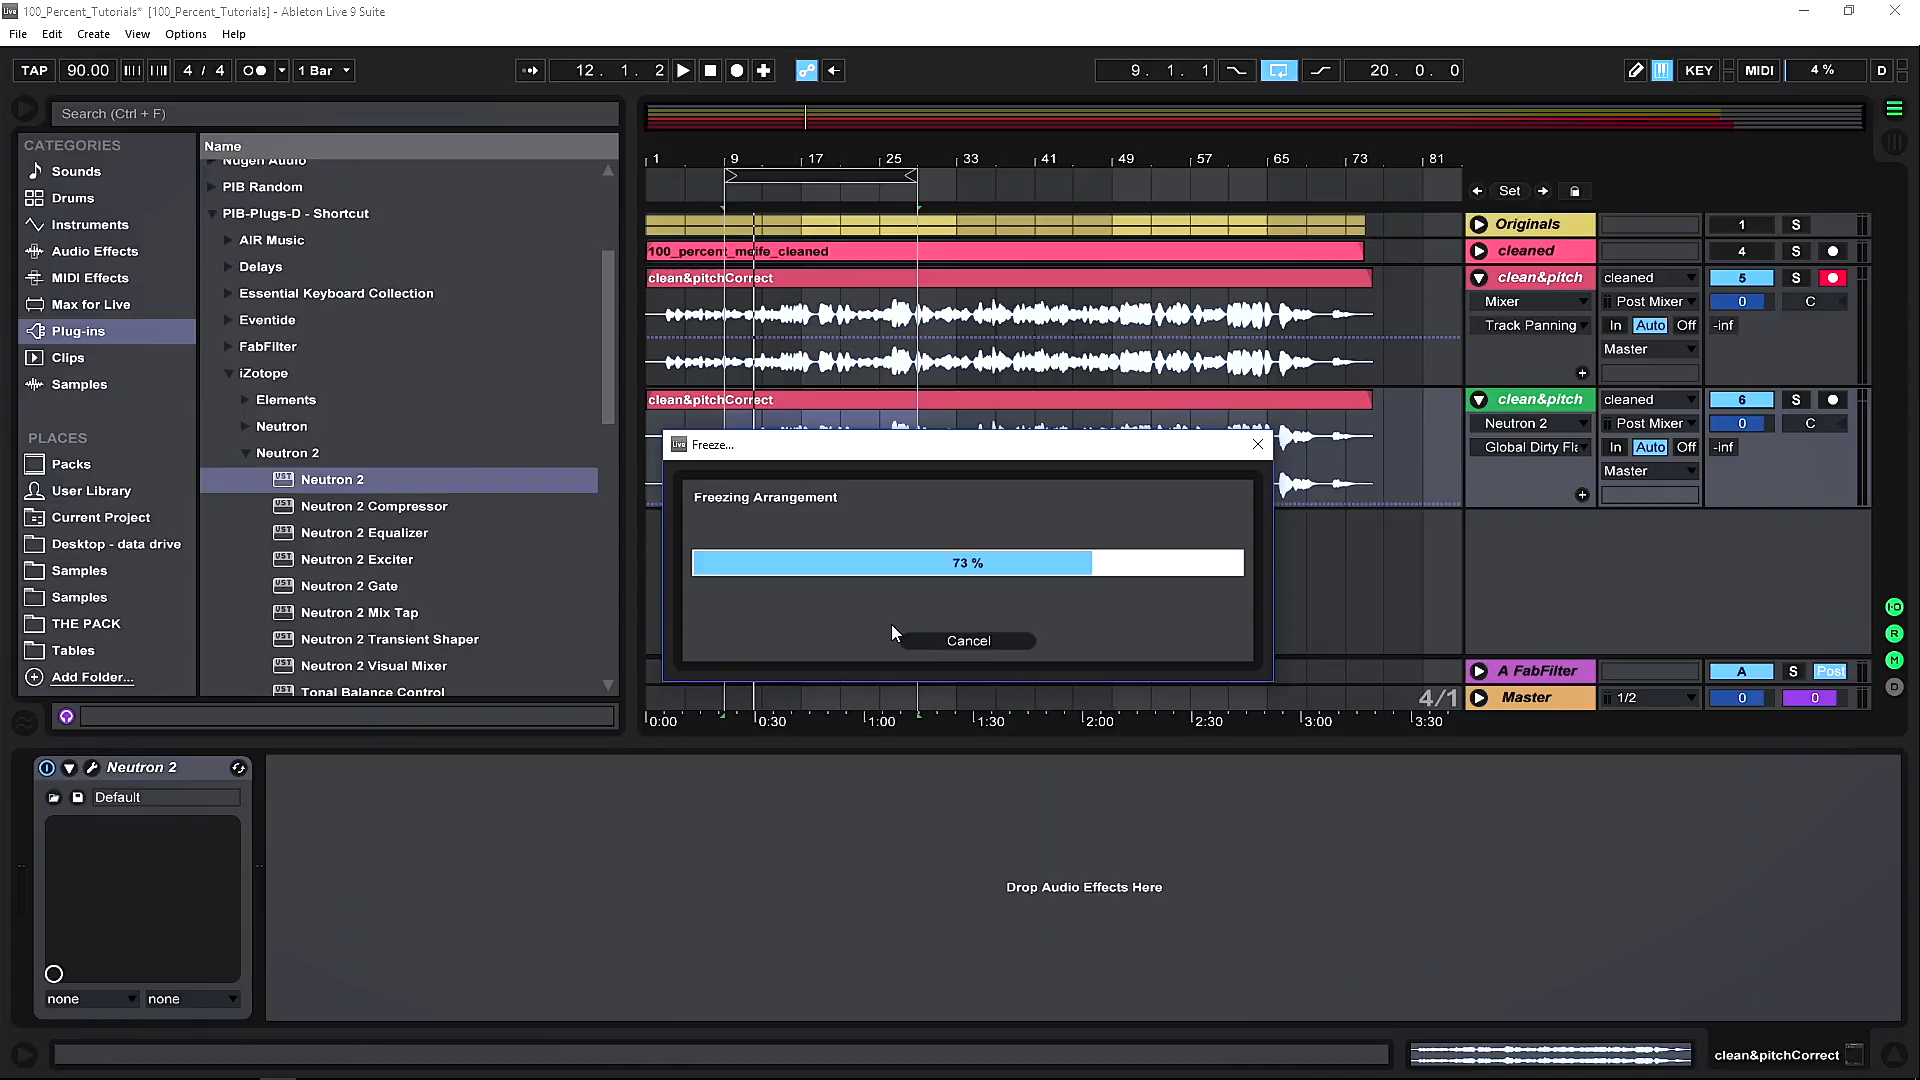 100_Percent_Tutorials* [100_Percent_Tutorials] - Ableton Live 9 Suite
File Edit Create View Options Help
TAP 90.00 4 / 4 1 Bar 12. 1. 2 9. 1. 1 20. 0. 0 KEY MIDI 4 % D
Search (Ctrl + F)
CATEGORIES
Sounds
Drums
Instruments
Audio Effects
MIDI Effects
Max for Live
Plug-ins
Clips
Samples
PLACES
Packs
User Library
Current Project
Desktop - data drive
Samples
Samples
THE PACK
Tables
Add Folder...
Name
Nugen Audio
PIB Random
PIB-Plugs-D - Shortcut
AIR Music
Delays
Essential Keyboard Collection
Eventide
FabFilter
iZotope
Elements
Neutron
Neutron 2
Neutron 2
Neutron 2 Compressor
Neutron 2 Equalizer
Neutron 2 Exciter
Neutron 2 Gate
Neutron 2 Mix Tap
Neutron 2 Transient Shaper
Neutron 2 Visual Mixer
Tonal Balance Control
1 9 17 25 33 41 49 57 65 73 81
Set
Originals 1 S
100_percent_meife_cleaned
cleaned 4 S
clean&pitchCorrect
clean&pitch cleaned 5 S
Mixer Post Mixer 0 C
Track Panning In Auto Off -inf
Master
clean&pitchCorrect
clean&pitch cleaned 6 S
Neutron 2 Post Mixer 0 C
Global Dirty Fla In Auto Off -inf
Master
Freeze...
Freezing Arrangement
73 %
Cancel
A FabFilter A S Post
4/1 Master 1/2 0 0
0:00 0:30 1:00 1:30 2:00 2:30 3:00 3:30
I·O
R
M
D
Neutron 2
Default
none none
Drop Audio Effects Here
clean&pitchCorrect